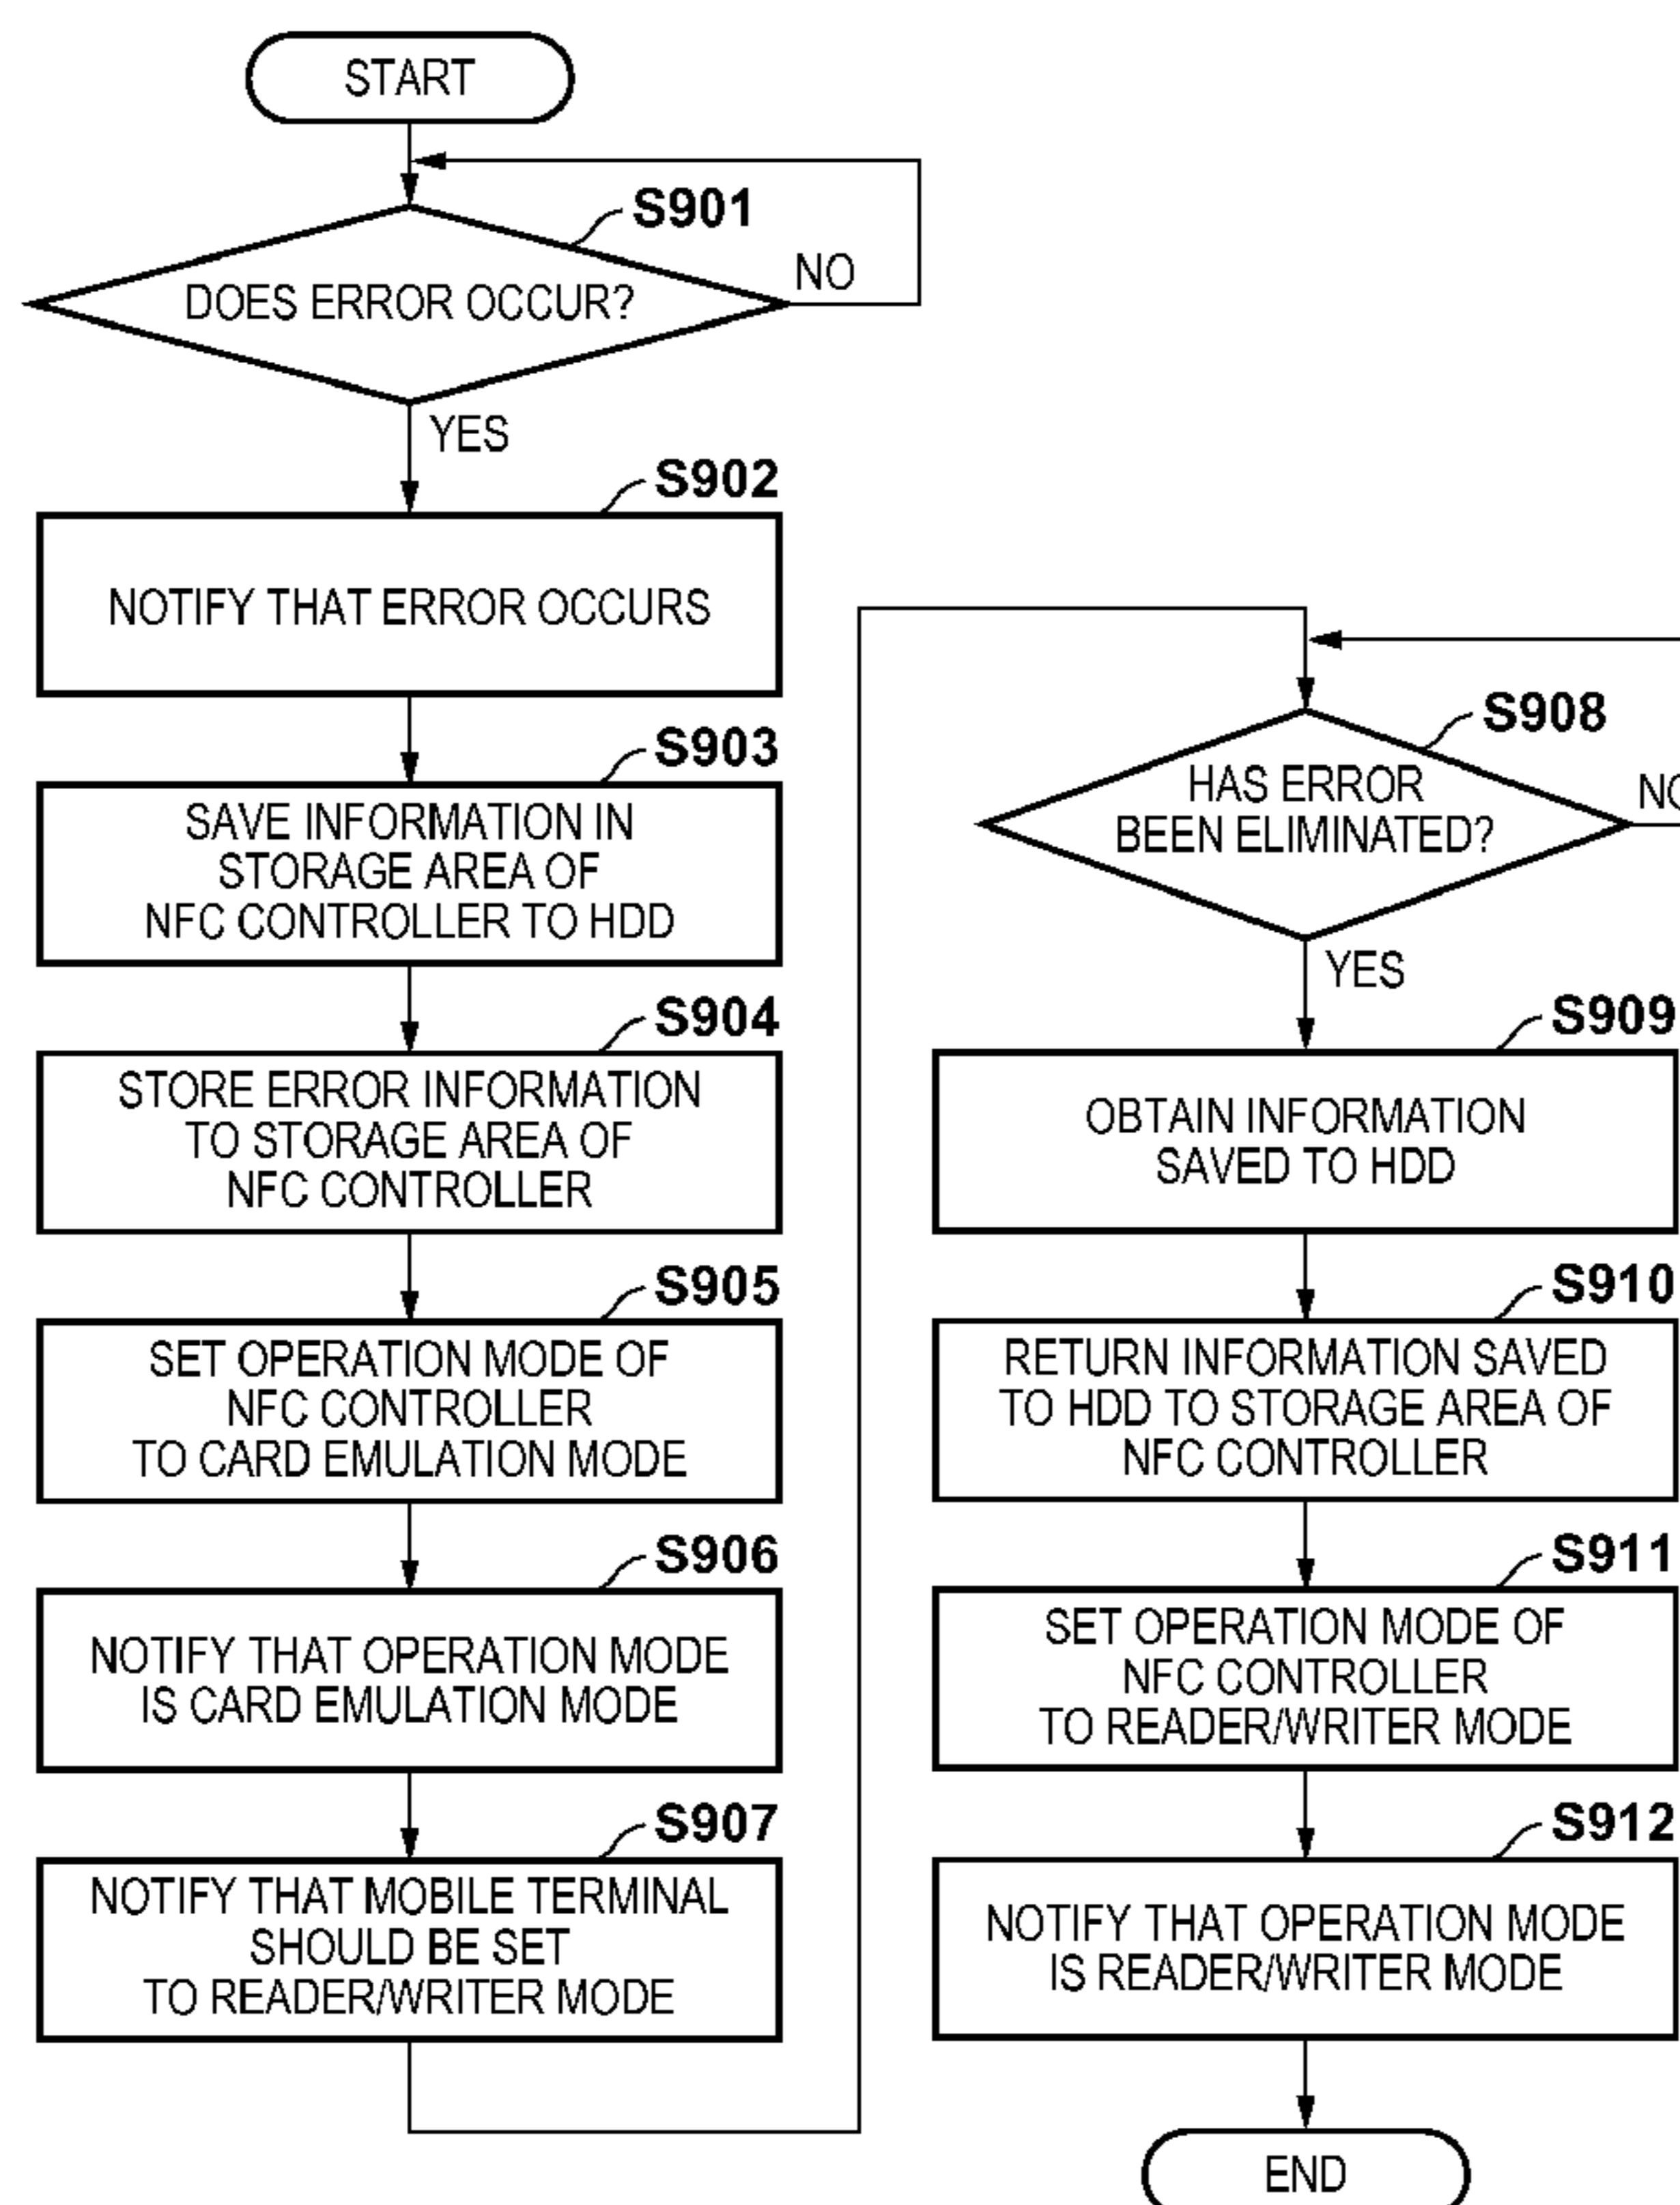 START
S901
DOES ERROR OCCUR?
NO
YES
S902
NOTIFY THAT ERROR OCCURS
S903
SAVE INFORMATION IN
STORAGE AREA OF
NFC CONTROLLER TO HDD
S904
STORE ERROR INFORMATION
TO STORAGE AREA OF
NFC CONTROLLER
S905
SET OPERATION MODE OF
NFC CONTROLLER
TO CARD EMULATION MODE
S906
NOTIFY THAT OPERATION MODE
IS CARD EMULATION MODE
S907
NOTIFY THAT MOBILE TERMINAL
SHOULD BE SET
TO READER/WRITER MODE
S908
HAS ERROR
BEEN ELIMINATED?
NO
YES
S909
OBTAIN INFORMATION
SAVED TO HDD
S910
RETURN INFORMATION SAVED
TO HDD TO STORAGE AREA OF
NFC CONTROLLER
S911
SET OPERATION MODE OF
NFC CONTROLLER
TO READER/WRITER MODE
S912
NOTIFY THAT OPERATION MODE
IS READER/WRITER MODE
END